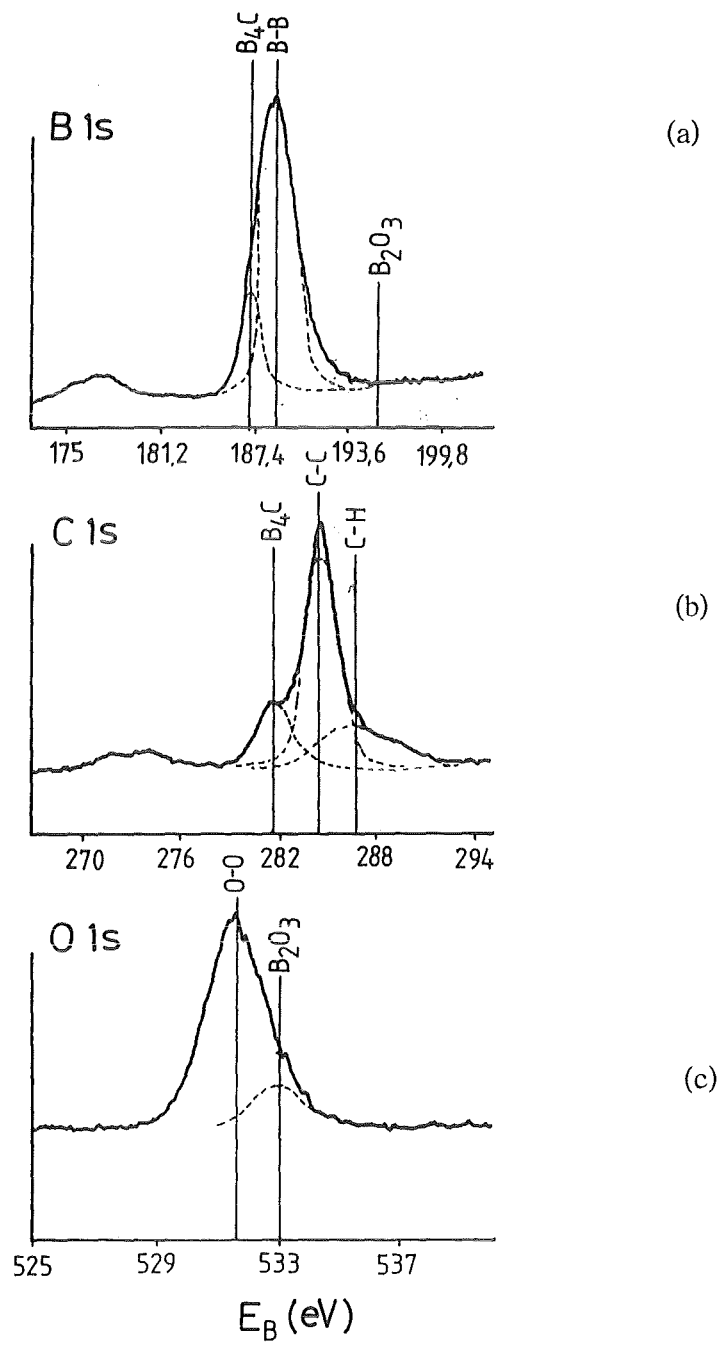 B₄C
B-B
B 1s
(a)
B₂O₃
175 181,2 187,4 193,6 199,8
C 1s
B₄C
C-C
C-H
(b)
270 276 282 288 294
O 1s
O-O
B₂O₃
(c)
525 529 533 537
E_B (eV)